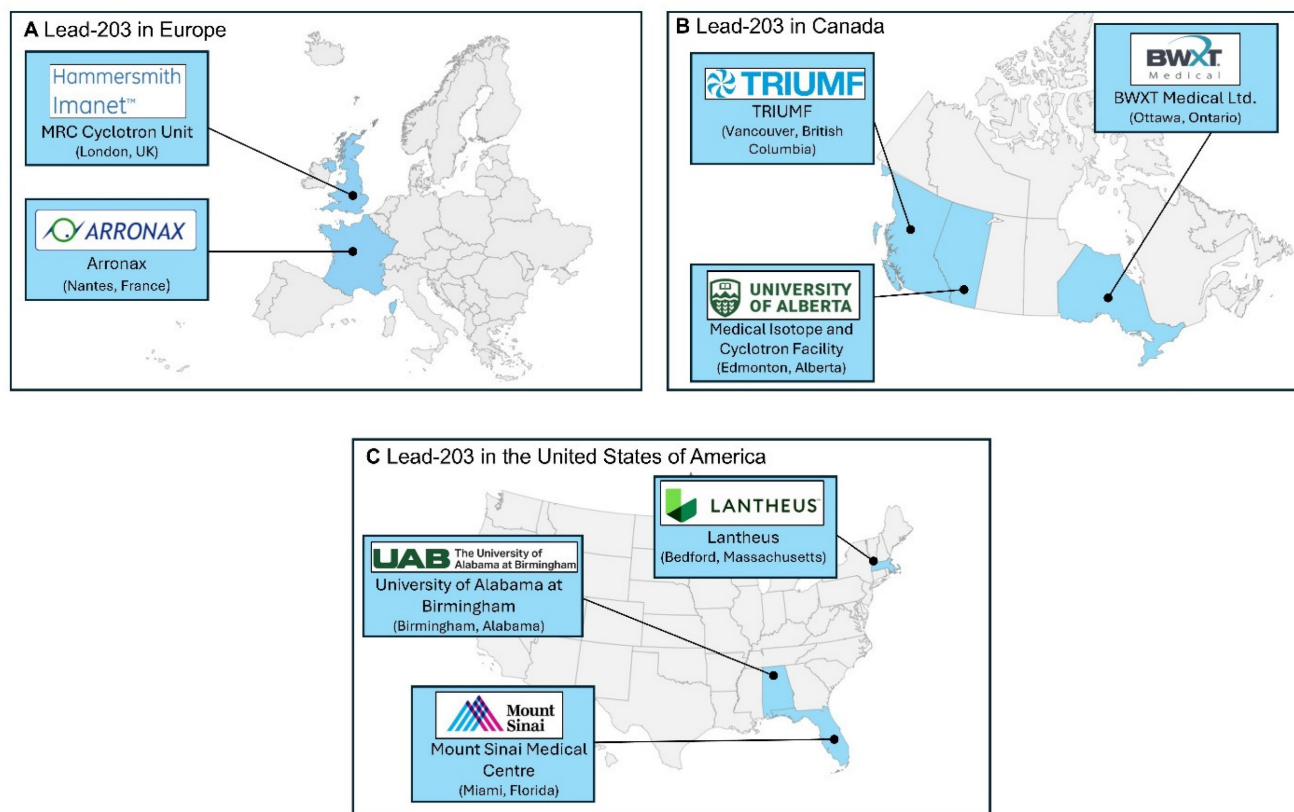 A Lead-203 in Europe
Hammersmith
Imanet™
MRC Cyclotron Unit
(London, UK)
ARRONAX
Arronax
(Nantes, France)
B Lead-203 in Canada
TRIUMF
TRIUMF
(Vancouver, British
Columbia)
BWXT
Medical
BWXT Medical Ltd.
(Ottawa, Ontario)
UNIVERSITY
OF ALBERTA
Medical Isotope and
Cyclotron Facility
(Edmonton, Alberta)
C Lead-203 in the United States of America
LANTHEUS
Lantheus
(Bedford, Massachusetts)
UAB The University of
Alabama at Birmingham
University of Alabama at
Birmingham
(Birmingham, Alabama)
Mount
Sinai
Mount Sinai Medical
Centre
(Miami, Florida)